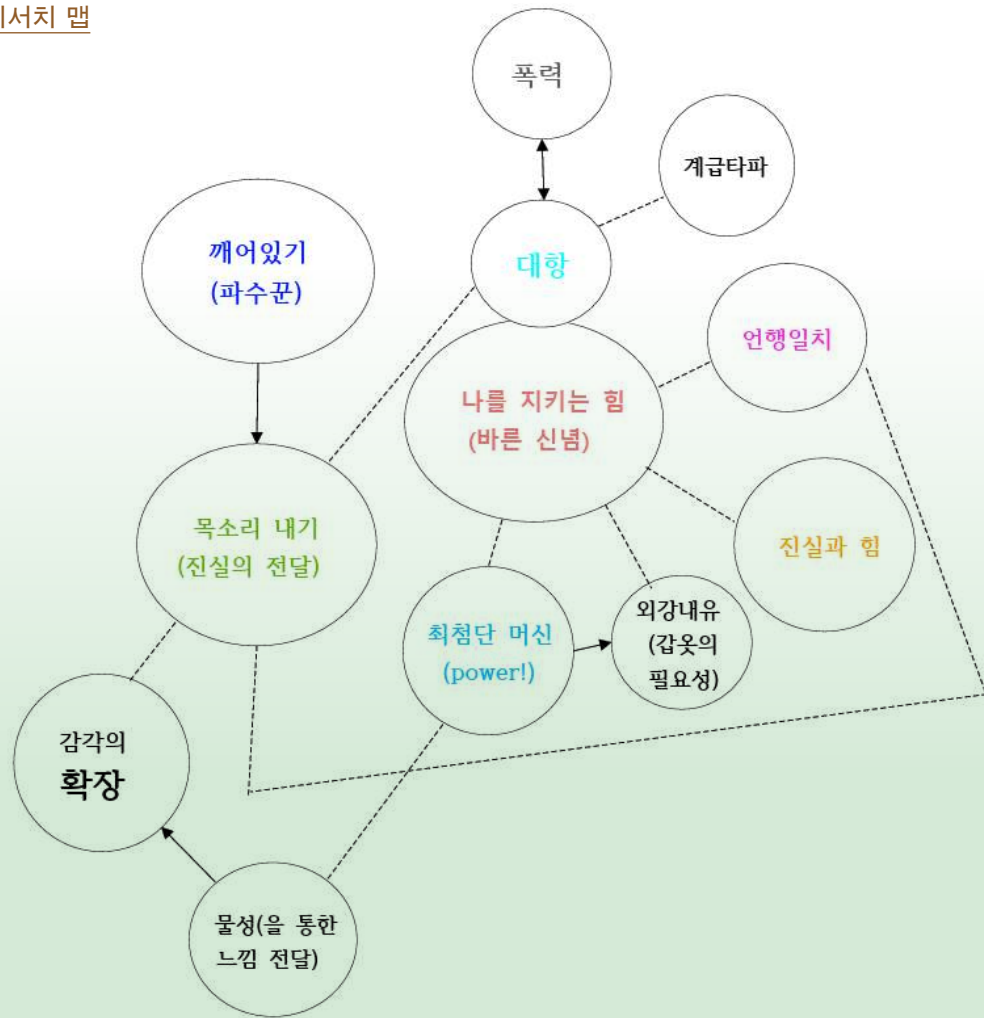 서치 맵
폭력
계급타파
깨어있기
(파수꾼)
대항
언행일치
나를 지키는 힘
(바른 신념)
목소리 내기
(진실의 전달)
진실과 힘
최첨단 머신
(power!)
외강내유
(갑옷의
필요성)
감각의
확장
물성(을 통한
느낌 전달)